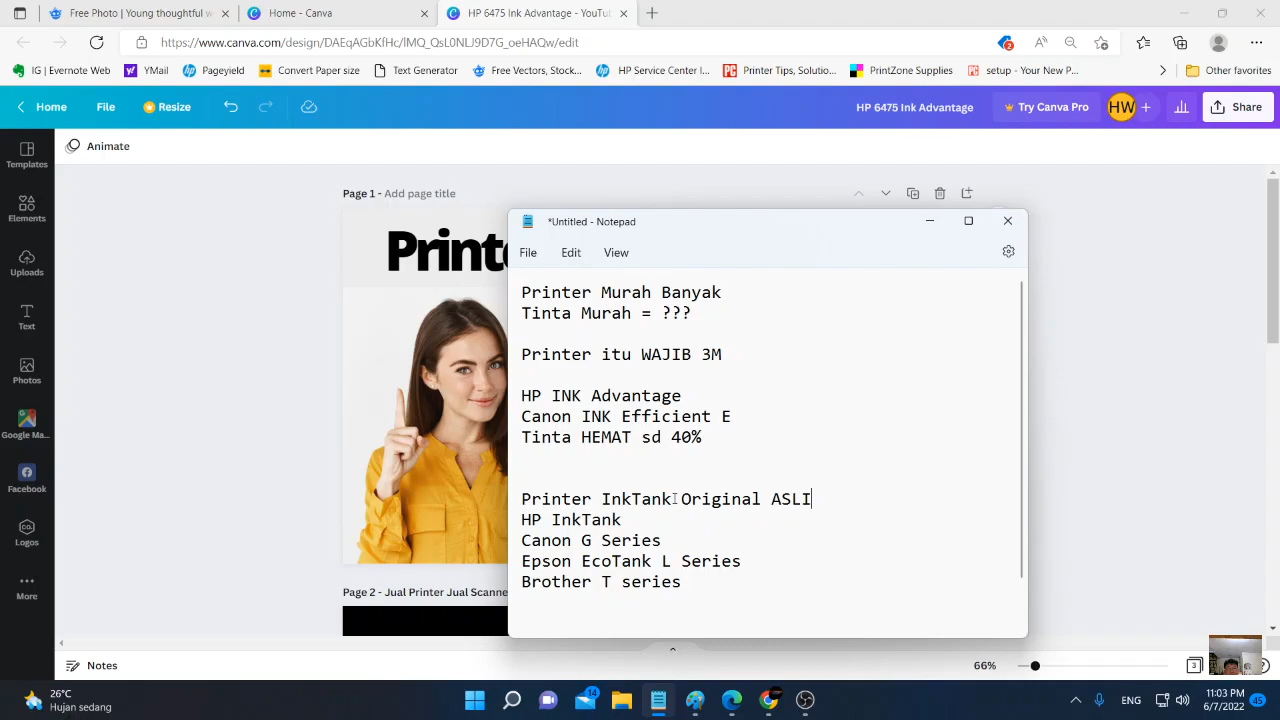 Free Photo | Young thoughtful w
Home - Canva
HP 6475 Ink Advantage - YouTub
https://www.canva.com/design/DAEqAGbKfHc/lMQ_QsL0NLJ9D7G_oeHAQw/edit
2
IG | Evernote Web
YMail
Pageyield
Convert Paper size
Text Generator
Free Vectors, Stock...
HP Service Center I...
Printer Tips, Solutio...
PrintZone Supplies
setup - Your New P...
Other favorites
Home
File
Resize
HP 6475 Ink Advantage
Try Canva Pro
HW
Share
Templates
Elements
Uploads
Text
Photos
Google Ma...
Facebook
Logos
More
Animate
Page 1 - Add page title
Printe
*Untitled - Notepad
File
Edit
View
Printer Murah Banyak
Tinta Murah = ???
Printer itu WAJIB 3M
HP INK Advantage
Canon INK Efficient E
Tinta HEMAT sd 40%
Printer InkTank Original ASLI
HP InkTank
Canon G Series
Epson EcoTank L Series
Brother T series
Page 2 - Jual Printer Jual Scanne
Notes
66%
3
26°C
Hujan sedang
14
ENG
11:03 PM
6/7/2022
45